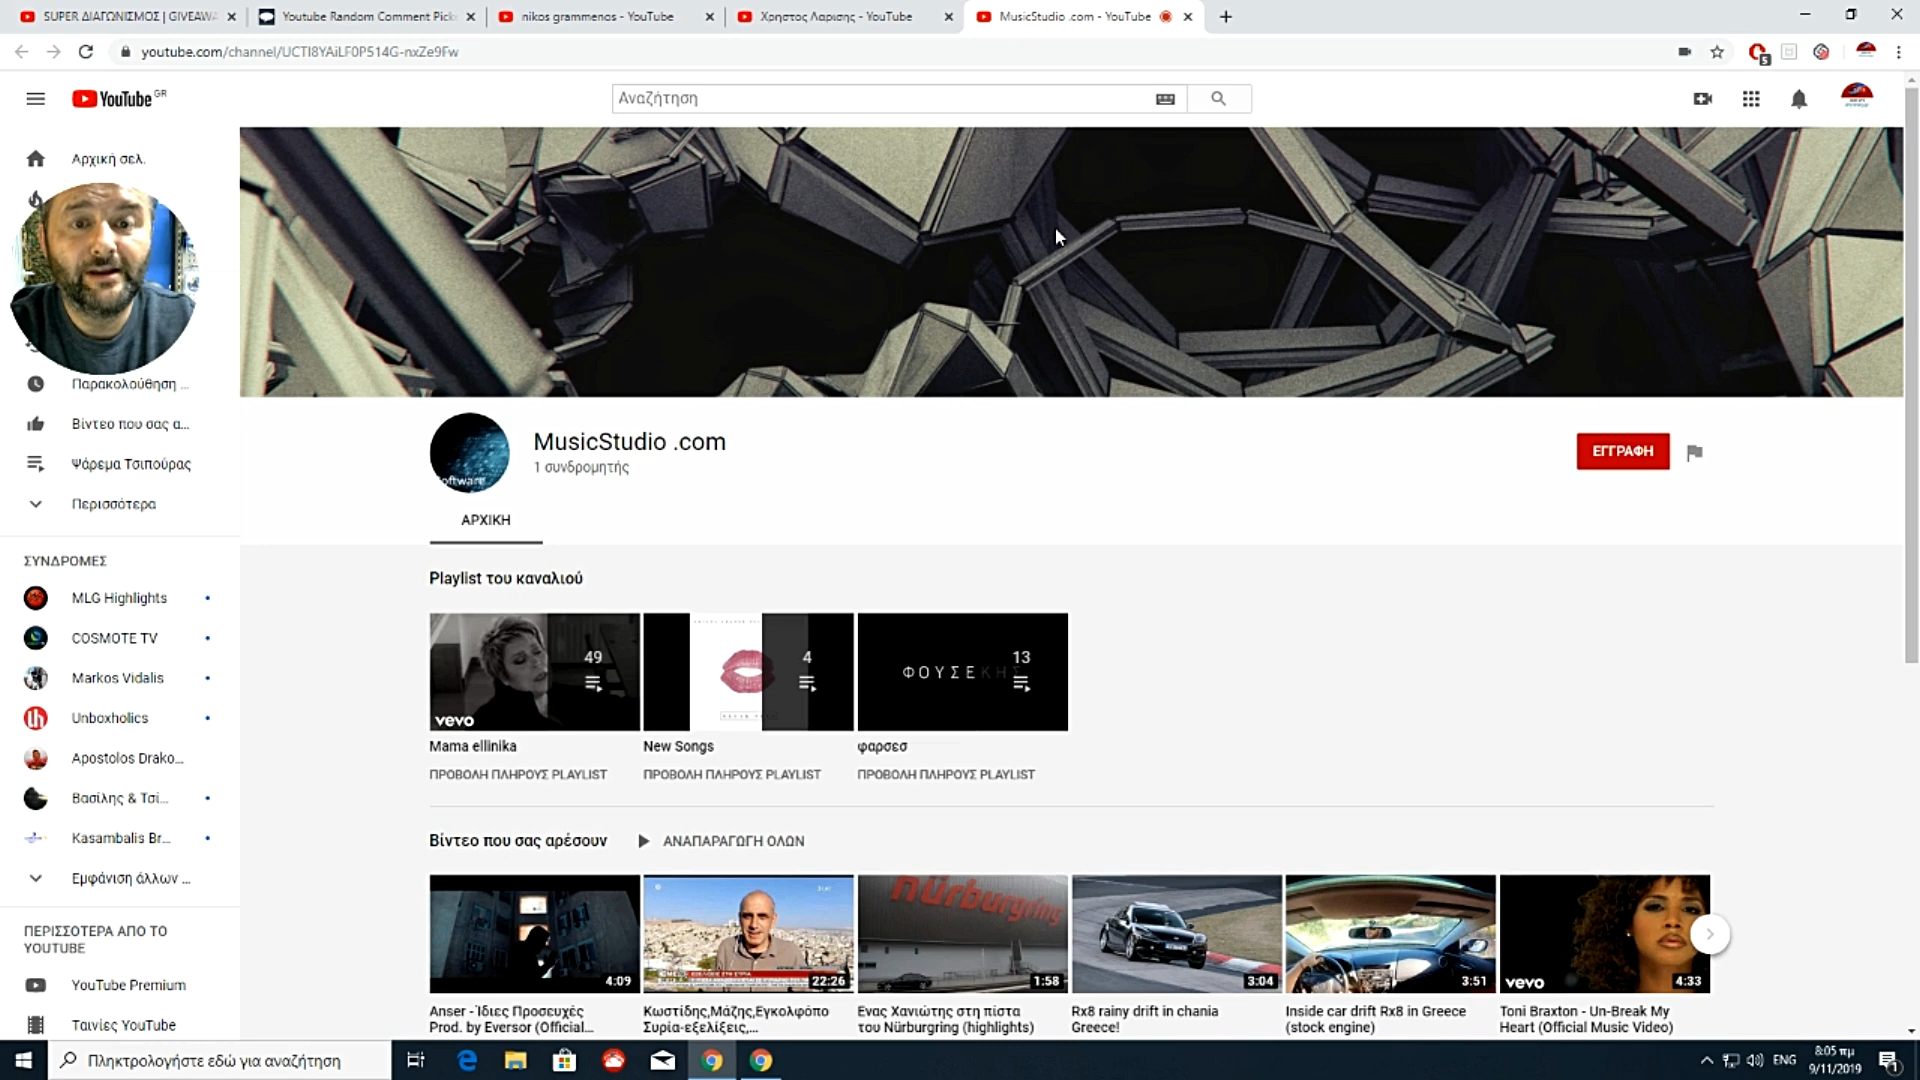 SUPER ΔΙΑΓΩΝΙΣΜΟΣ | GIVEAWA
Youtube Random Comment Pick
nikos grammenos - YouTube
Χρηστος Λαρισης - YouTube
MusicStudio .com - YouTube
youtube.com/channel/UCTI8YAiLF0P514G-nxZe9Fw
5
YouTube GR
Αναζήτηση
Αρχική σελ.
Παρακολούθηση ...
Βίντεο που σας α...
Ψάρεμα Τσιπούρας
Περισσότερα
ΣΥΝΔΡΟΜΕΣ
MLG Highlights
COSMOTE TV
Markos Vidalis
Unboxholics
Apostolos Drako...
Βασίλης & Τσί...
Kasambalis Br...
Εμφάνιση άλλων ...
ΠΕΡΙΣΣΟΤΕΡΑ ΑΠΟ ΤΟ
YOUTUBE
YouTube Premium
Ταινίες YouTube
oftware
MusicStudio .com
1 συνδρομητής
ΕΓΓΡΑΦΗ
ΑΡΧΙΚΗ
Playlist του καναλιού
49
vevo
4
ΦΟΥΣΕΚΗΣ
13
Mama ellinika
New Songs
φαρσεσ
ΠΡΟΒΟΛΗ ΠΛΗΡΟΥΣ PLAYLIST
ΠΡΟΒΟΛΗ ΠΛΗΡΟΥΣ PLAYLIST
ΠΡΟΒΟΛΗ ΠΛΗΡΟΥΣ PLAYLIST
Βίντεο που σας αρέσουν
ΑΝΑΠΑΡΑΓΩΓΗ ΟΛΩΝ
4:09
22:26
nürburgring
1:58
3:04
3:51
vevo
4:33
Anser - Ίδιες Προσευχές
Prod. by Eversor (Official...
Κωστίδης,Μάζης,Εγκολφόπο
Συρία-εξελίξεις,...
Ενας Χανιώτης στη πίστα
του Nürburgring (highlights)
Rx8 rainy drift in chania
Greece!
Inside car drift Rx8 in Greece
(stock engine)
Toni Braxton - Un-Break My
Heart (Official Music Video)
Πληκτρολογήστε εδώ για αναζήτηση
ENG
8:05 πμ
9/11/2019
1